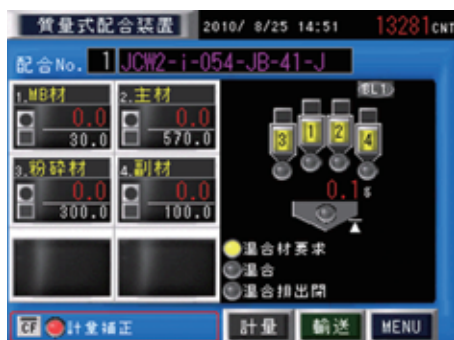 質量式配合装置 2010/ 8/25 14:51 13281CNT
配合No. 1 JCW2-i-054-JB-41-J
1.MB材 2.主材
0.0 0.0
30.0 570.0
3.粉砕材 4.副材
0.0 0.0
300.0 100.0
BL1
3 1 2 4
0.1g
混合材要求
混合
混合排出閉
CF 計量補正
計量 輸送 MENU